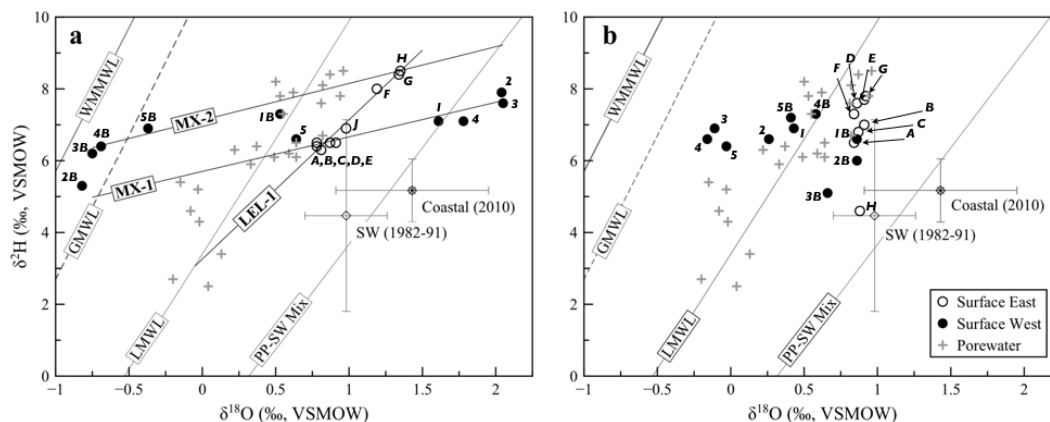 a
10
8
6
4
2
0
δ²H (‰, VSMOW)
−1
−0.5
0
0.5
1
1.5
2
δ¹⁸O (‰, VSMOW)
WMMWL
GMWL
LMWL
PP-SW Mix
MX-2
MX-1
LEL-1
5B
4B
3B
2B
1B
5
H
G
F
J
A,B,C,D,E
2
3
1
4
Coastal (2010)
SW (1982-91)
b
10
8
6
4
2
0
−1
−0.5
0
0.5
1
1.5
2
δ¹⁸O (‰, VSMOW)
WMMWL
GMWL
LMWL
PP-SW Mix
D
E
F
G
5B
4B
1
3
4
5
2
B
C
A
1B
2B
3B
H
Coastal (2010)
SW (1982-91)
Surface East
Surface West
Porewater